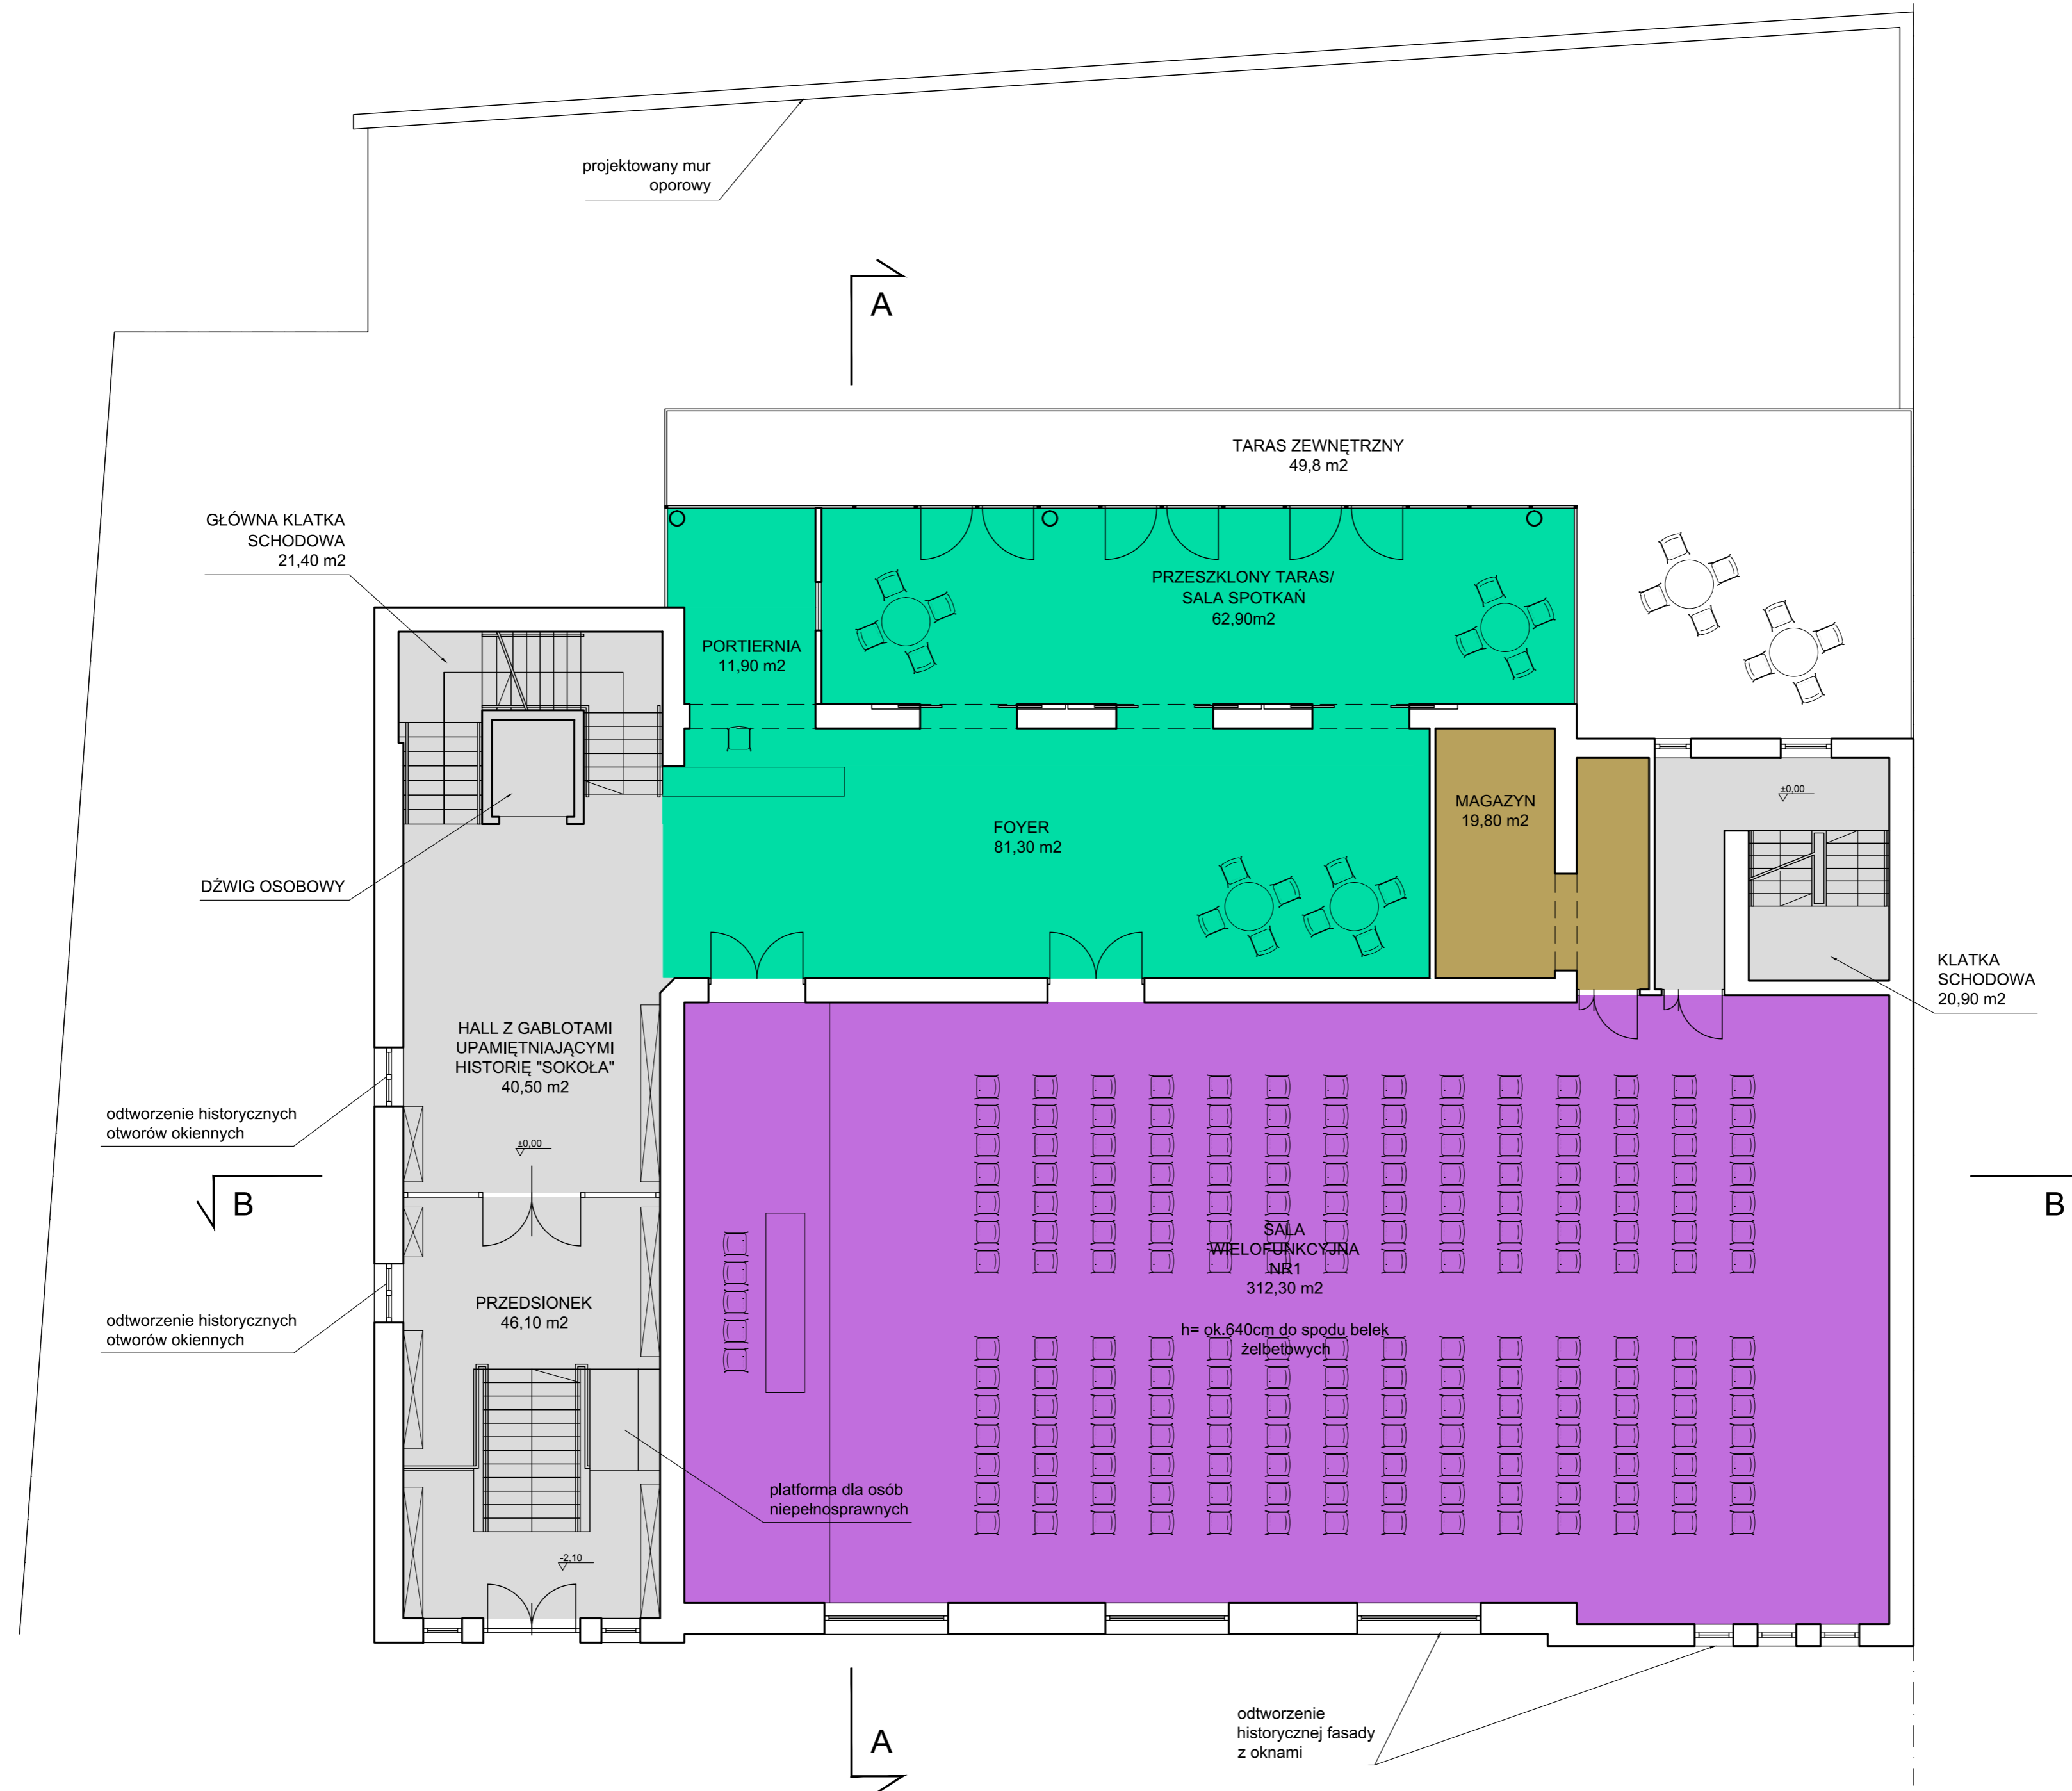 projektowany mur
oporowy
A
TARAS ZEWNĘTRZNY
49,8 m2
GŁÓWNA KLATKA
SCHODOWA
21,40 m2
PRZESZKLONY TARAS/
SALA SPOTKAŃ
62,90m2
PORTIERNIA
11,90 m2
±0,00
MAGAZYN
19,80 m2
FOYER
81,30 m2
DŹWIG OSOBOWY
KLATKA
SCHODOWA
20,90 m2
HALL Z GABLOTAMI
UPAMIĘTNIAJĄCYMI
HISTORIĘ "SOKOŁA"
40,50 m2
odtworzenie historycznych
otworów okiennych
±0,00
B
B
SALA
WIELOFUNKCYJNA
NR1
312,30 m2
PRZEDSIONEK
46,10 m2
odtworzenie historycznych
otworów okiennych
h= ok.640cm do spodu belek
żelbetowych
platforma dla osób
niepełnosprawnych
-2,10
odtworzenie
historycznej fasady
z oknami
A